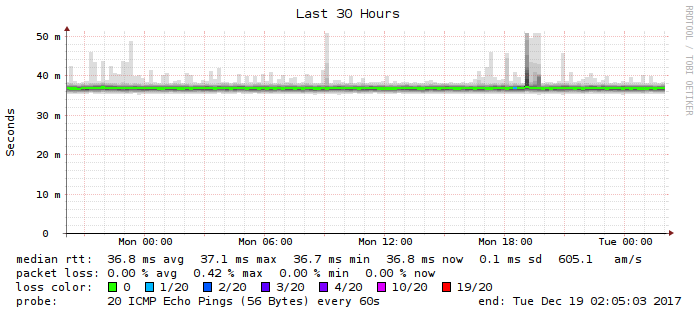 Last 30 Hours
RRDTOOL / TOBI OETIKER
Seconds
50 m
40 m
30 m
20 m
10 m
0
Mon 00:00 Mon 06:00 Mon 12:00 Mon 18:00 Tue 00:00
median rtt: 36.8 ms avg 37.1 ms max 36.7 ms min 36.8 ms now 0.1 ms sd 605.1 am/s
packet loss: 0.00 % avg 0.42 % max 0.00 % min 0.00 % now
loss color: 0 1/20 2/20 3/20 4/20 10/20 19/20
probe: 20 ICMP Echo Pings (56 Bytes) every 60s end: Tue Dec 19 02:05:03 2017